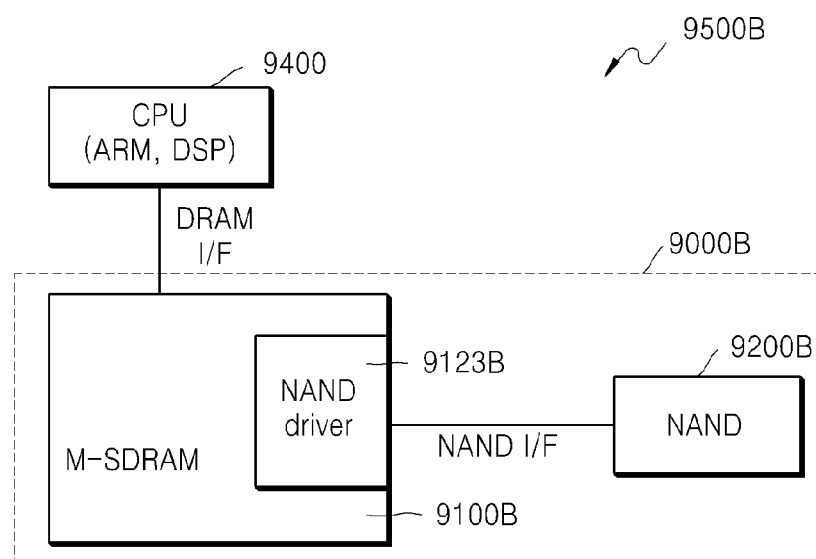 9500B
9400
CPU
(ARM, DSP)
DRAM
I/F
9000B
9123B
9200B
NAND
driver
NAND
M-SDRAM
NAND I/F
9100B